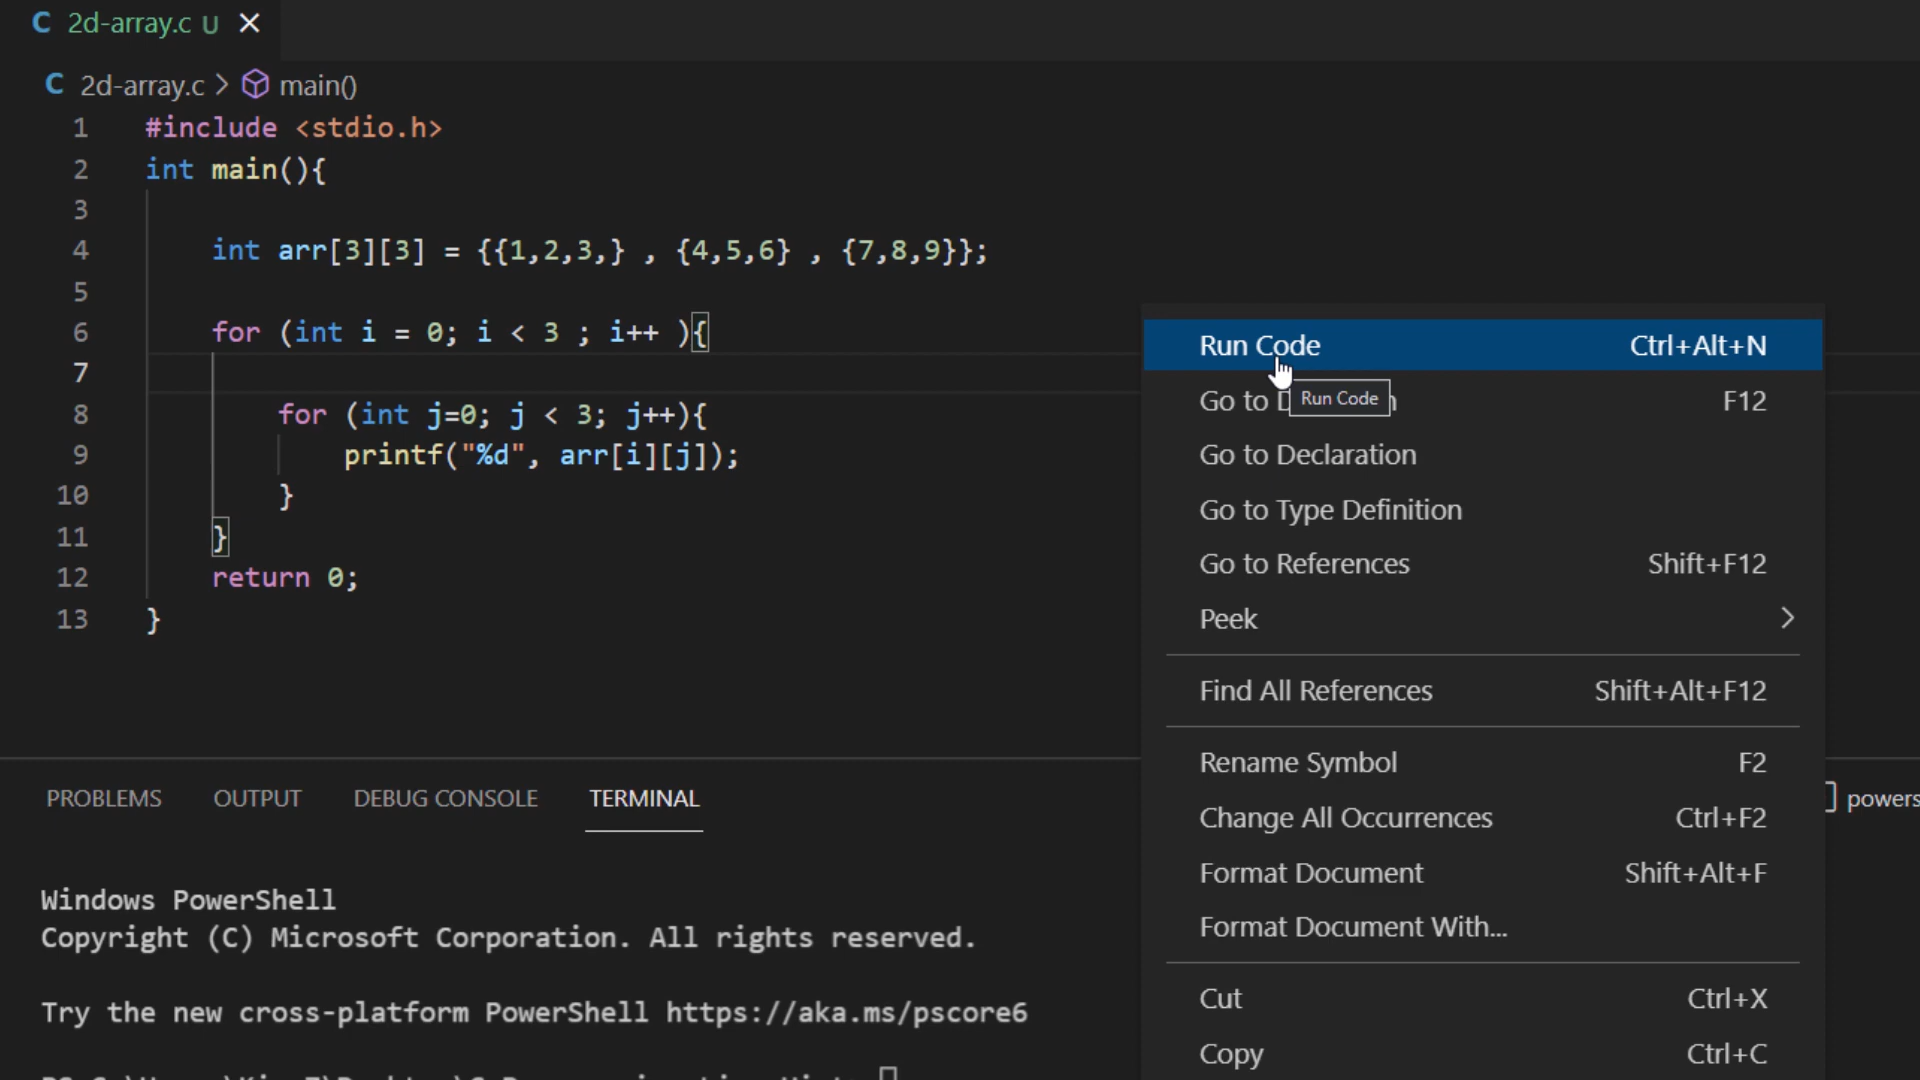 C 2d-array.c U ×
C 2d-array.c > main()
1 #include <stdio.h>
2 int main(){
3
4 int arr[3][3] = {{1,2,3,} , {4,5,6} , {7,8,9}};
5
6 for (int i = 0; i < 3 ; i++ ){
7
8 for (int j=0; j < 3; j++){
9 printf("%d", arr[i][j]);
10 }
11 }
12 return 0;
13 }
Run Code Ctrl+Alt+N
Run Code
Go to F12
Go to Declaration
Go to Type Definition
Go to References Shift+F12
Peek >
Find All References Shift+Alt+F12
Rename Symbol F2
Change All Occurrences Ctrl+F2
Format Document Shift+Alt+F
Format Document With...
Cut Ctrl+X
Copy Ctrl+C
PROBLEMS OUTPUT DEBUG CONSOLE TERMINAL
powers
Windows PowerShell
Copyright (C) Microsoft Corporation. All rights reserved.
Try the new cross-platform PowerShell https://aka.ms/pscore6